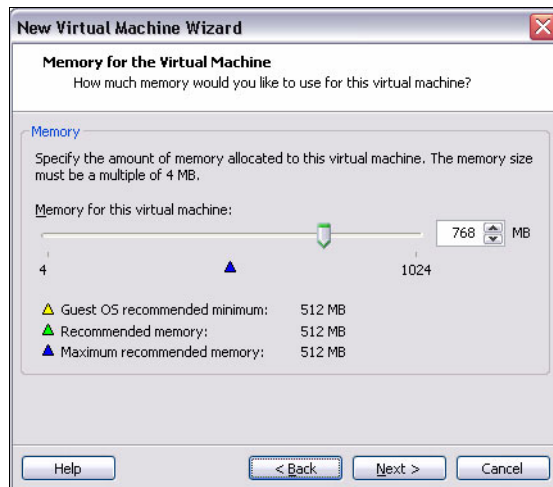 New Virtual Machine Wizard
Memory for the Virtual Machine
How much memory would you like to use for this virtual machine?
Memory
Specify the amount of memory allocated to this virtual machine. The memory size
must be a multiple of 4 MB.
Memory for this virtual machine:
768 MB
4 1024
Guest OS recommended minimum: 512 MB
Recommended memory: 512 MB
Maximum recommended memory: 512 MB
Help < Back Next > Cancel